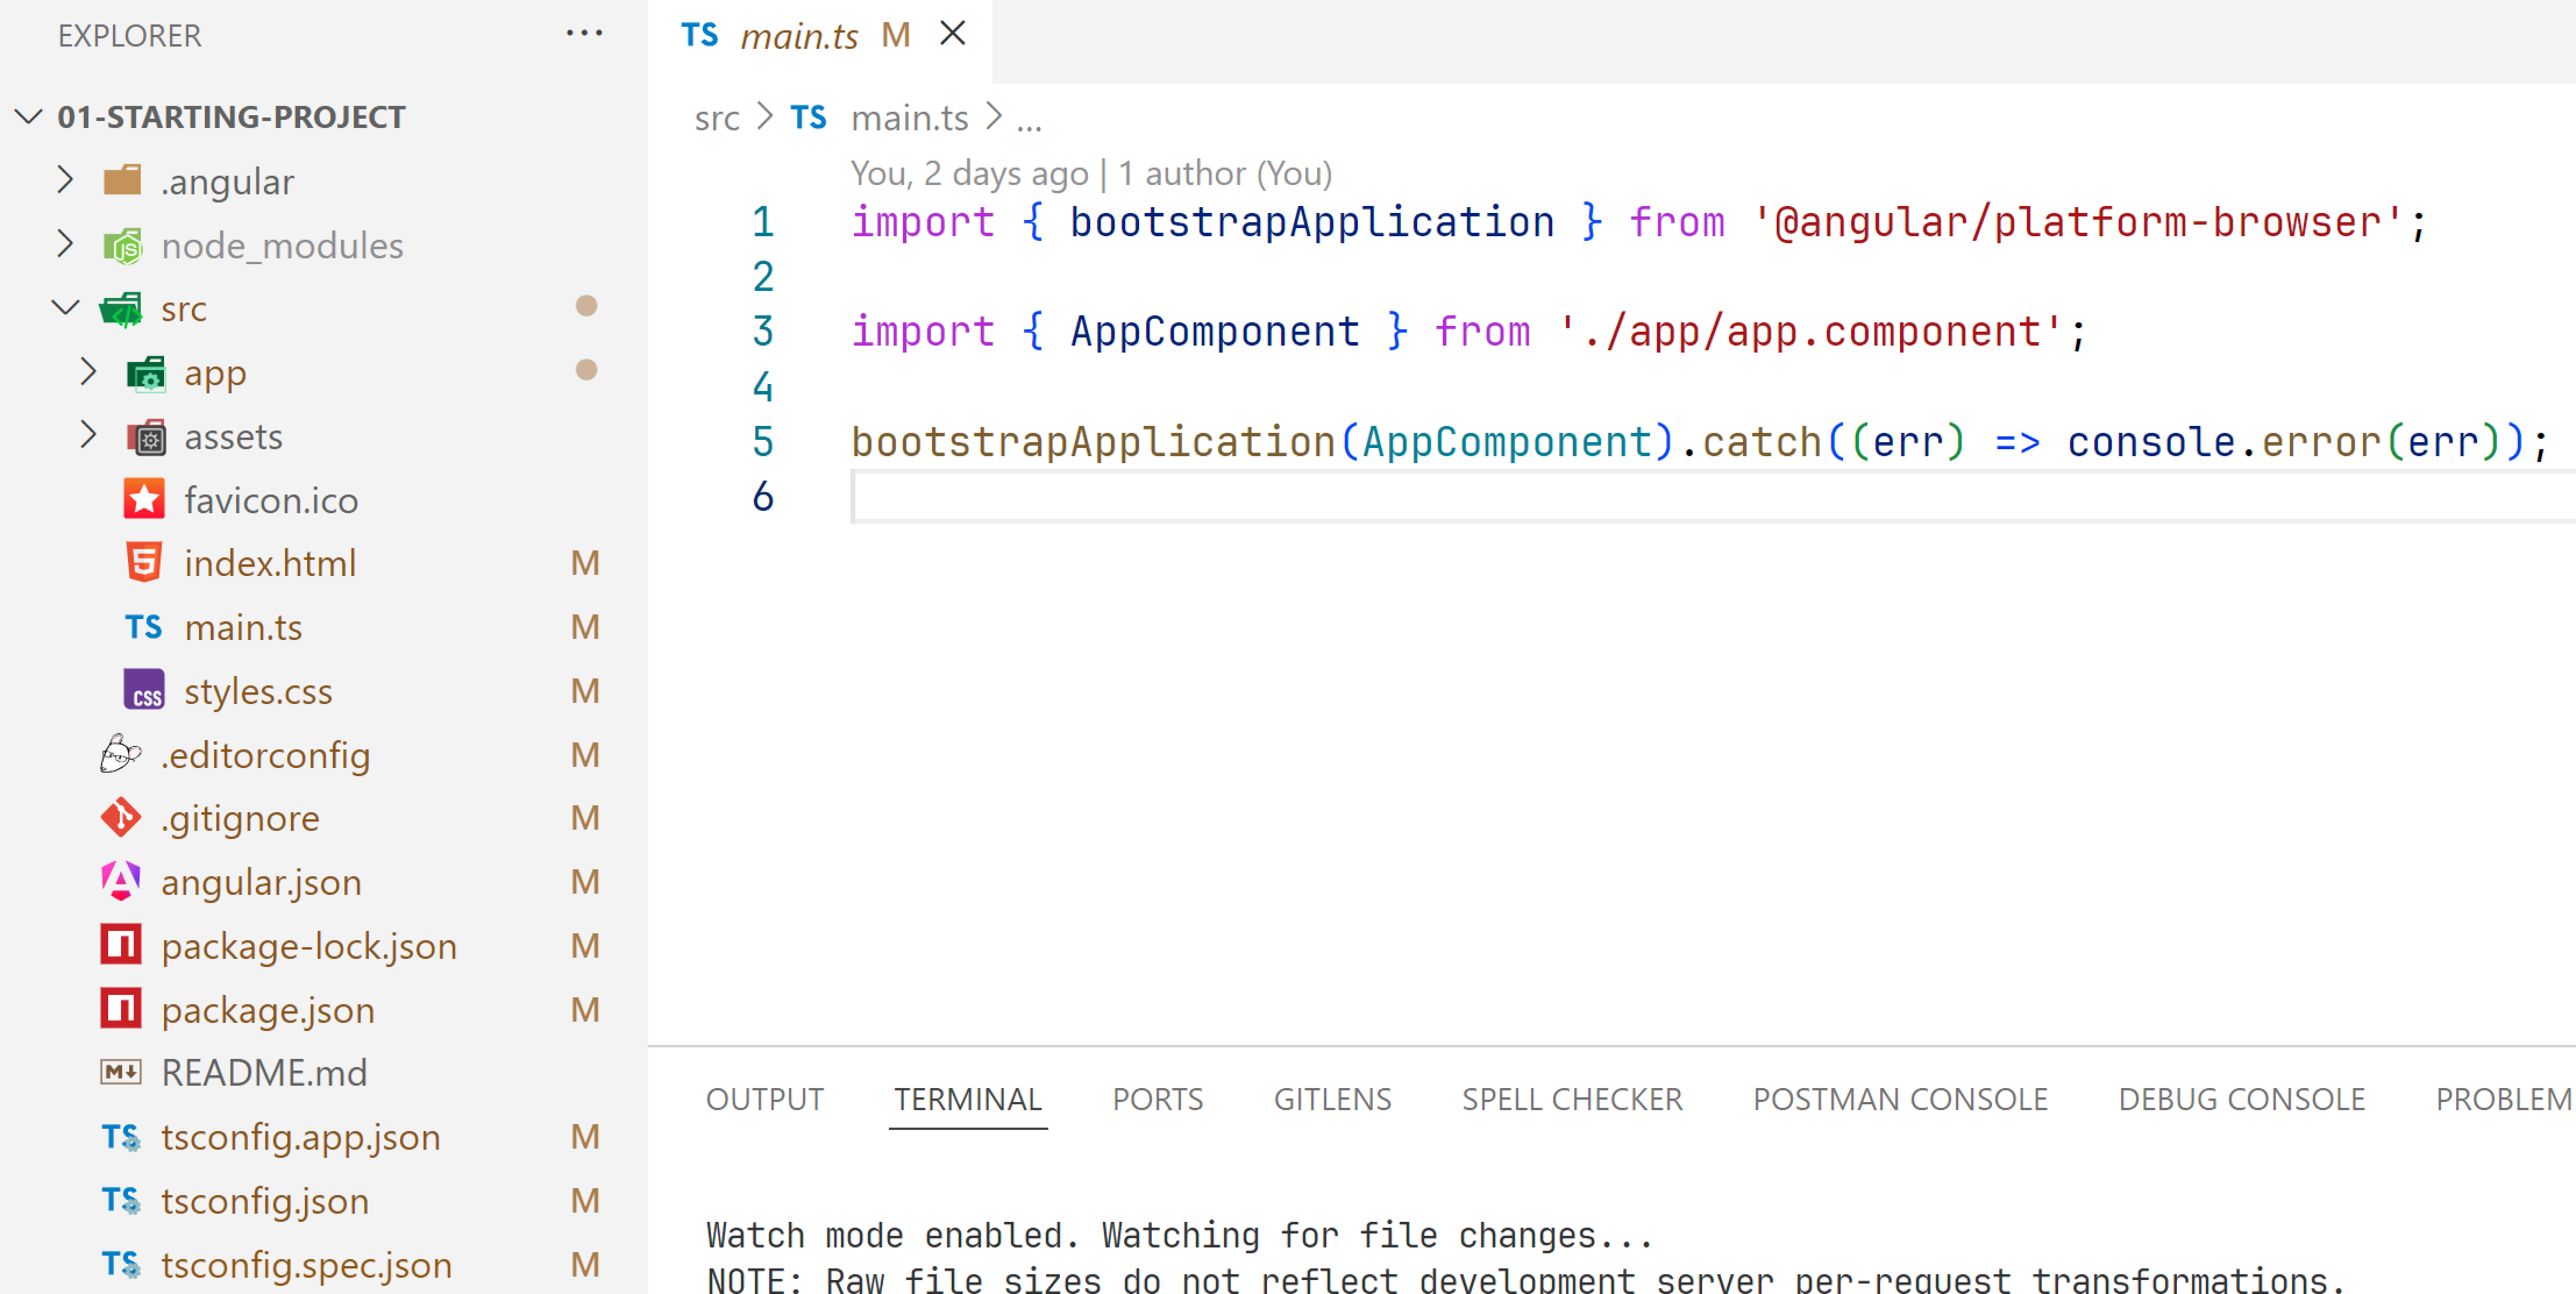 EXPLORER
01-STARTING-PROJECT
.angular
node_modules
src
app
assets
favicon.ico
index.html M
TS main.ts M
styles.css M
.editorconfig M
.gitignore M
angular.json M
package-lock.json M
package.json M
README.md
TS tsconfig.app.json M
TS tsconfig.json M
TS tsconfig.spec.json M
TS main.ts M
src > TS main.ts > ...
You, 2 days ago | 1 author (You)
1 import { bootstrapApplication } from '@angular/platform-browser';
2
3 import { AppComponent } from './app/app.component';
4
5 bootstrapApplication(AppComponent).catch((err) => console.error(err));
6
OUTPUT TERMINAL PORTS GITLENS SPELL CHECKER POSTMAN CONSOLE DEBUG CONSOLE PROBLEM
Watch mode enabled. Watching for file changes...
NOTE: Raw file sizes do not reflect development server per-request transformations.